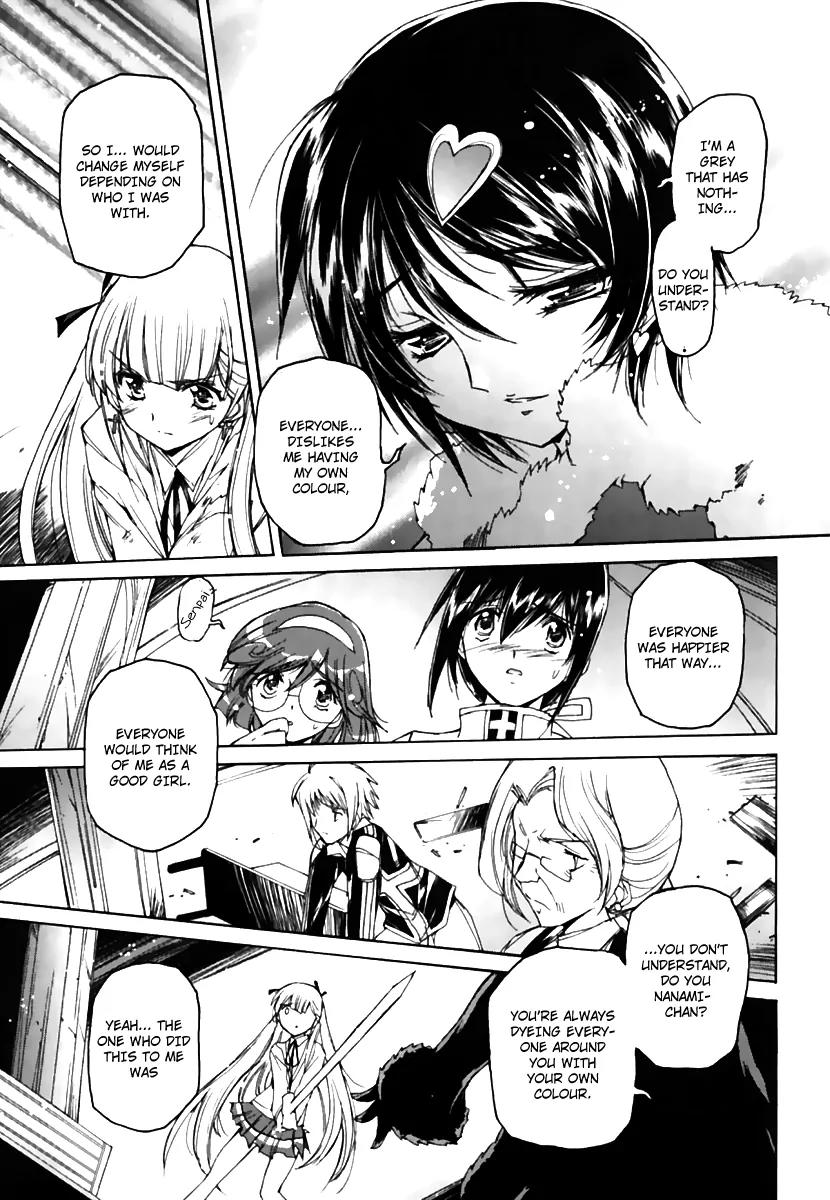 I'M A
GREY
THAT HAS
NOTH-
ING...
DO YOU
UNDER-
STAND?
EVERYONE...
DISLIKES
ME HAVING
MY OWN
COLOUR,
SO I... WOULD
CHANGE MYSELF
DEPENDING ON
WHO I WAS
WITH.
EVERYONE
WAS HAPPIER
THAT WAY...
Senpai
EVERYONE
WOULD THINK
OF ME AS A
GOOD GIRL.
...YOU DON'T
UNDERSTAND,
DO YOU
NANAMI-
CHAN?
YOU'RE ALWAYS
DYEING EVERY-
ONE AROUND
YOU WITH
YOUR OWN
COLOUR.
YEAH... THE
ONE WHO DID
THIS TO ME
WAS